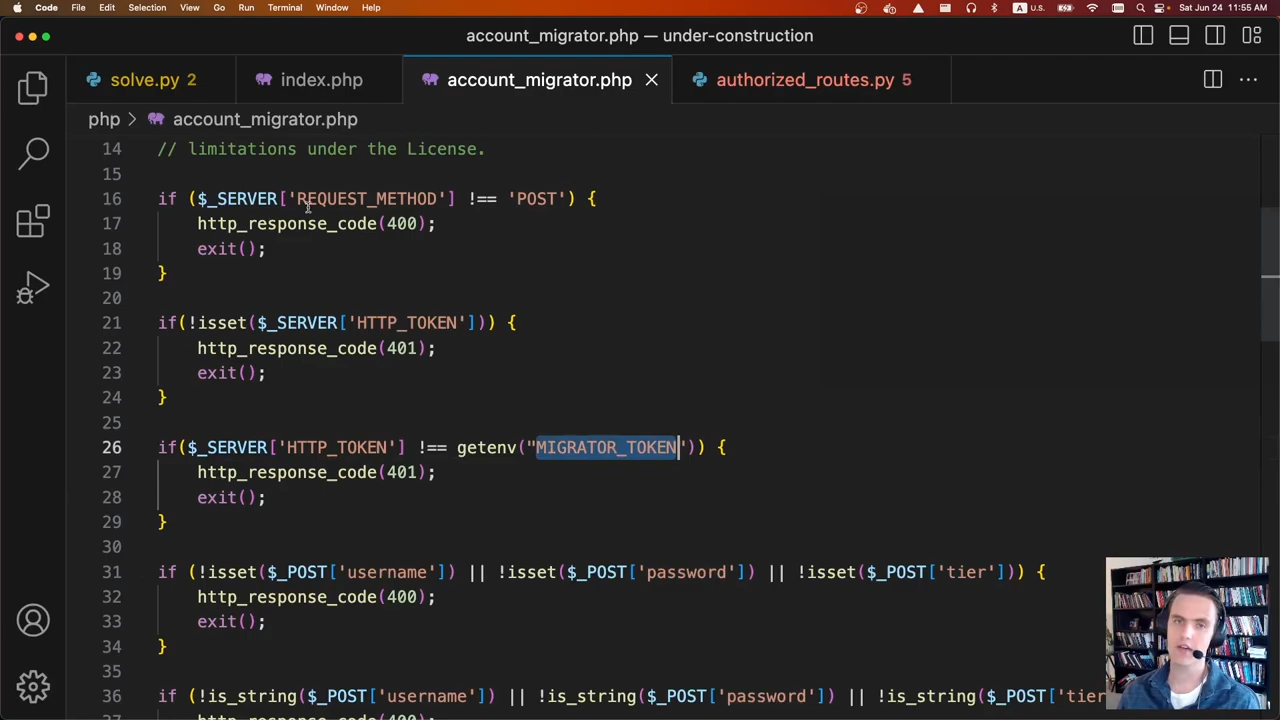 Code File Edit Selection View Go Run Terminal Window Help A U.S. Sat Jun 24 11:55 AM
account_migrator.php — under-construction
solve.py 2 index.php account_migrator.php authorized_routes.py 5
php account_migrator.php
14 // limitations under the License.
15
16 if ($_SERVER['REQUEST_METHOD'] !== 'POST') {
17 http_response_code(400);
18 exit();
19 }
20
21 if(!isset($_SERVER['HTTP_TOKEN'])) {
22 http_response_code(401);
23 exit();
24 }
25
26 if($_SERVER['HTTP_TOKEN'] !== getenv("MIGRATOR_TOKEN")) {
27 http_response_code(401);
28 exit();
29 }
30
31 if (!isset($_POST['username']) || !isset($_POST['password']) || !isset($_POST['tier'])) {
32 http_response_code(400);
33 exit();
34 }
35
36 if (!is_string($_POST['username']) || !is_string($_POST['password']) || !is_string($_POST['tier